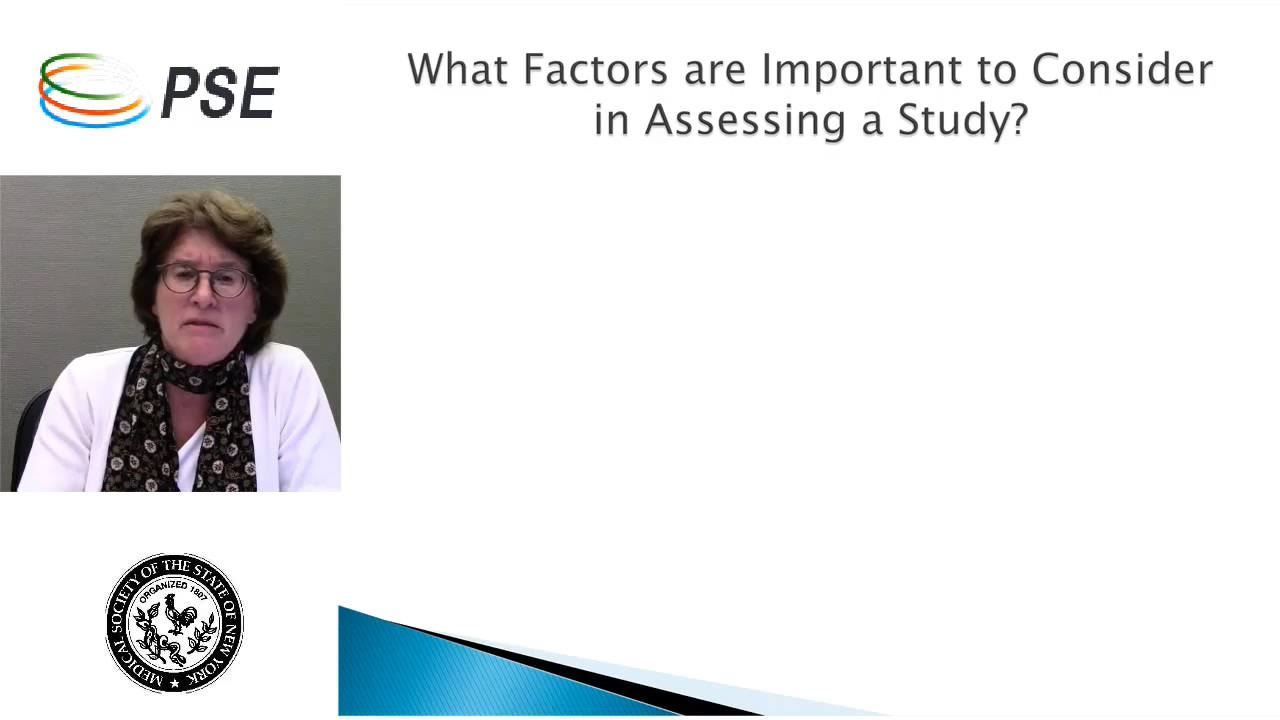 PSE
What Factors are Important to Consider
in Assessing a Study?
MEDICAL SOCIETY OF THE STATE OF NEW YORK
ORGANIZED 1807